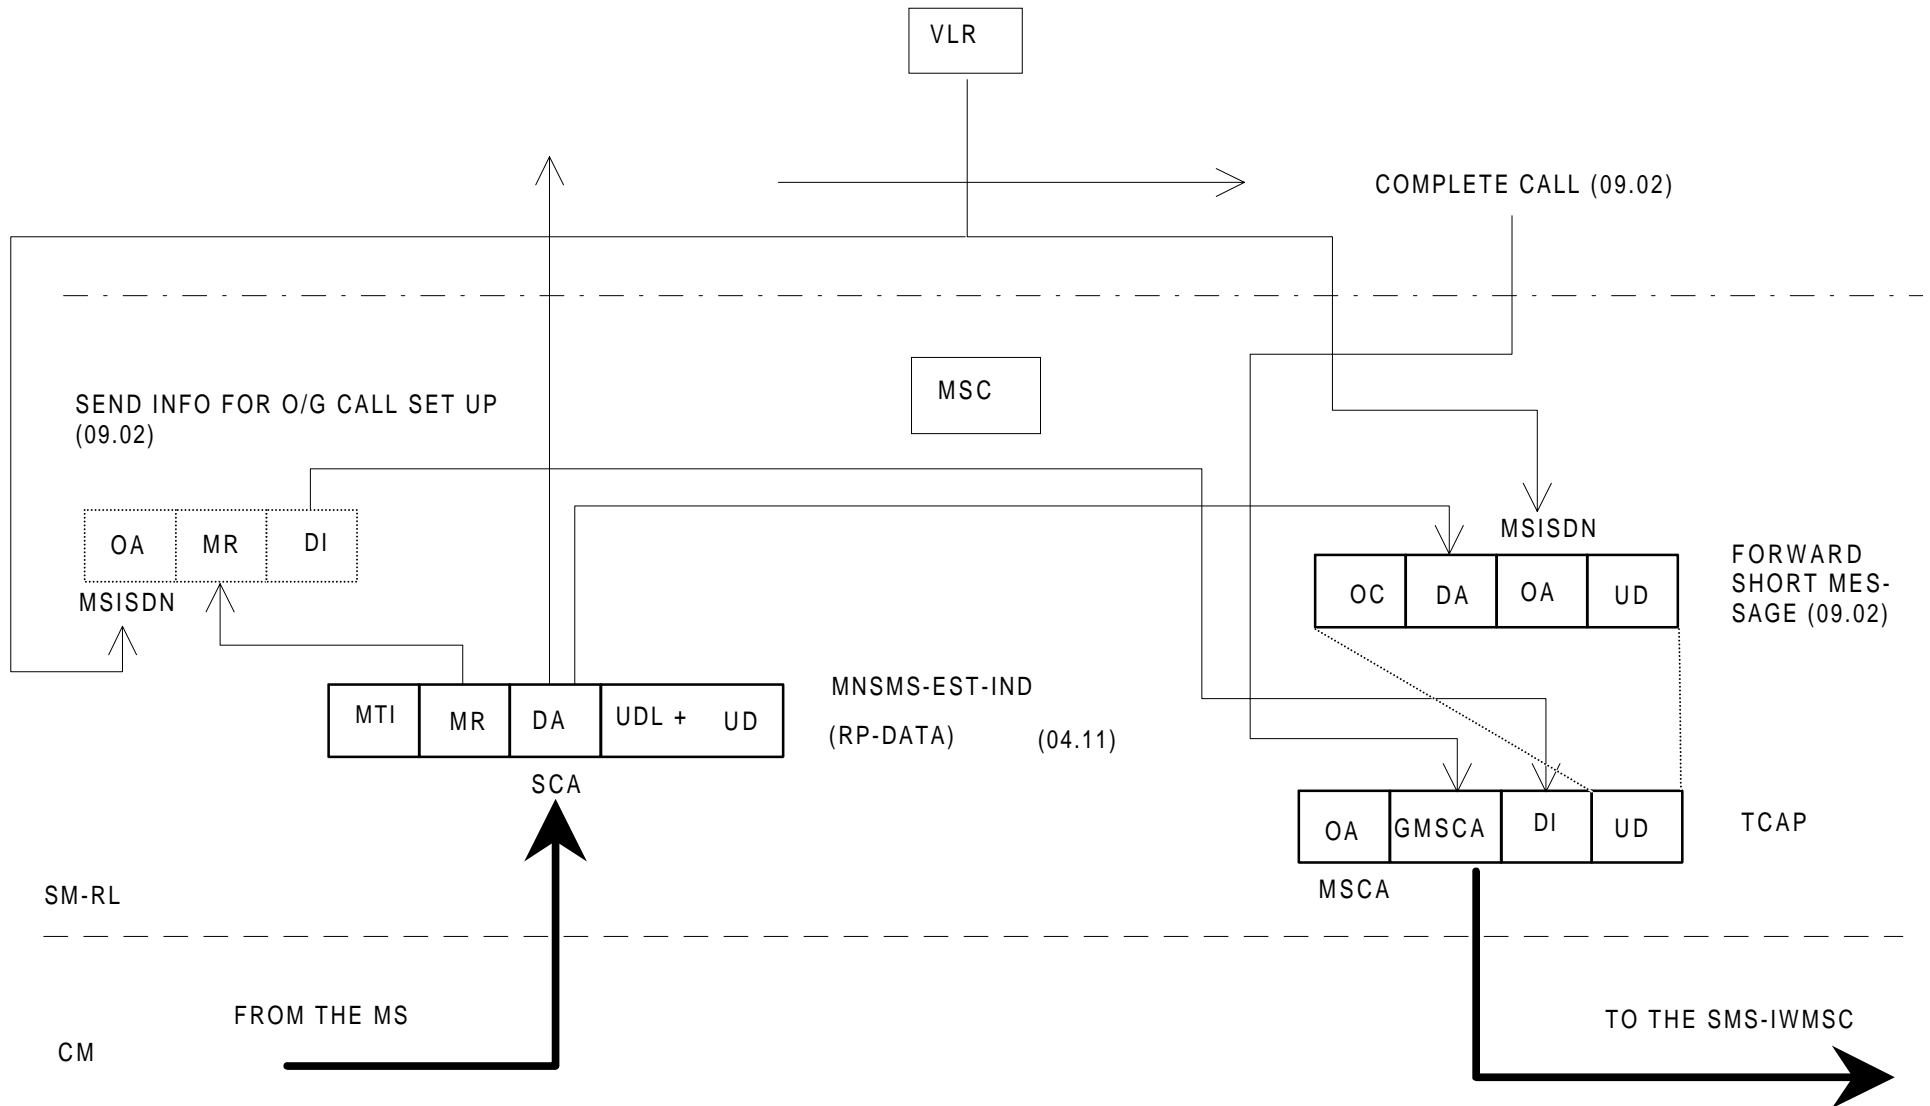 VLR
COMPLETE CALL (09.02)
MSC
SEND INFO FOR O/G CALL SET UP
(09.02)
OA MR DI
MSISDN
MSISDN
OC DA OA UD
FORWARD
SHORT MES-
SAGE (09.02)
MTI MR DA UDL + UD
MNSMS-EST-IND
(RP-DATA) (04.11)
SCA
OA GMSCA DI UD
TCAP
MSCA
SM-RL
FROM THE MS
TO THE SMS-IWMSC
CM